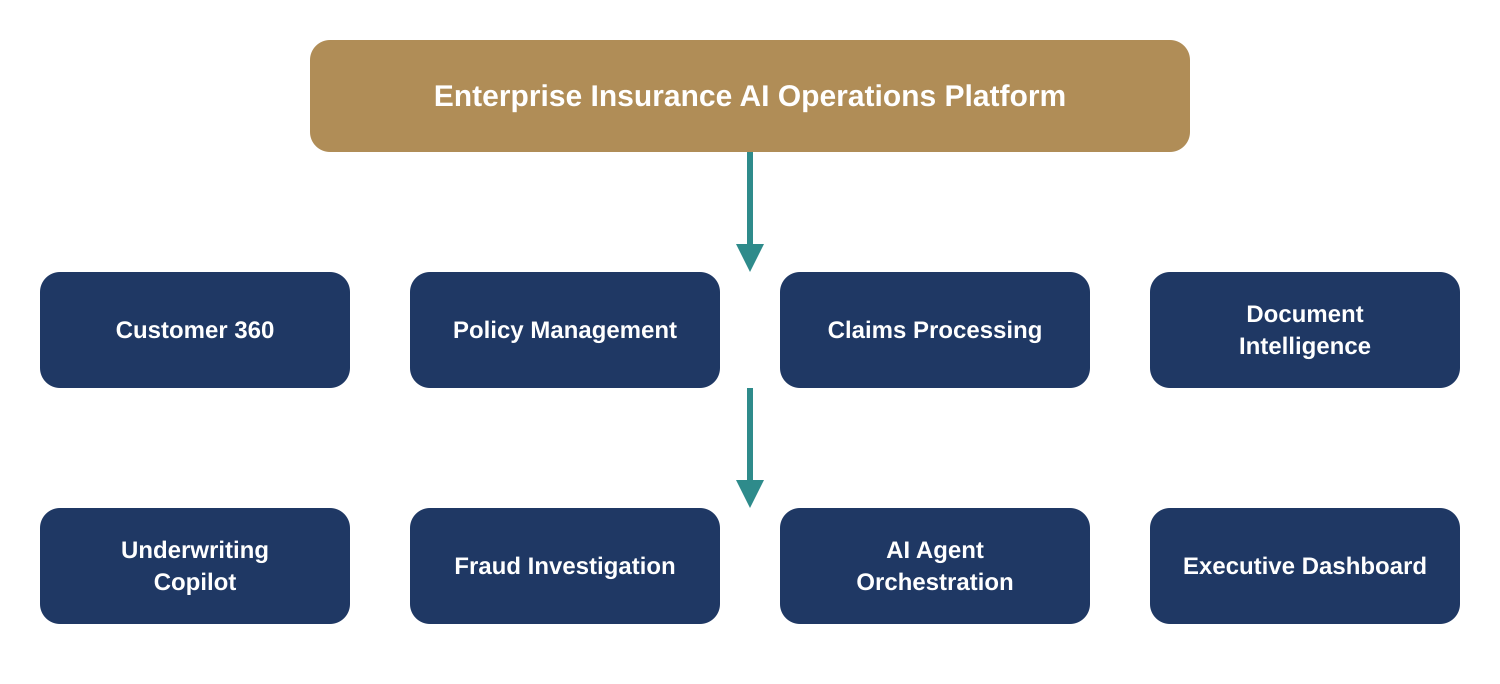 Enterprise Insurance AI Operations Platform
Customer 360
Policy Management
Claims Processing
Document
Intelligence
Underwriting
Copilot
Fraud Investigation
AI Agent
Orchestration
Executive Dashboard